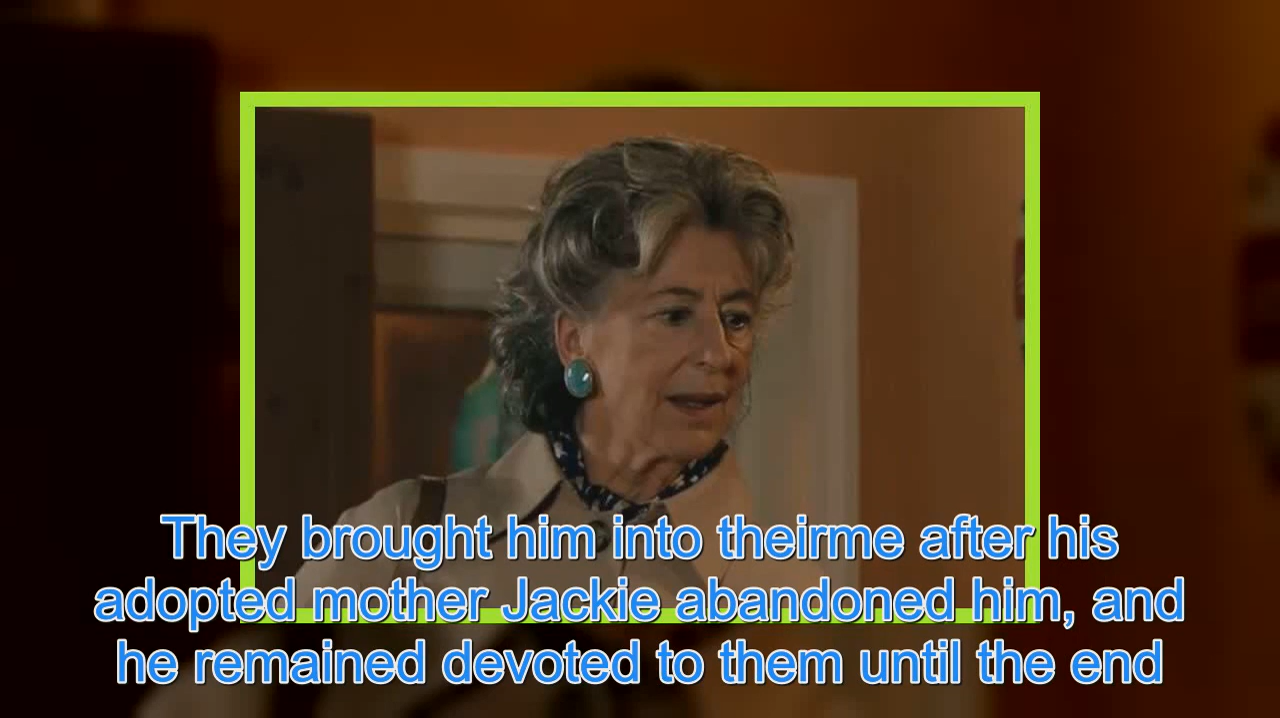 They brought him into theirme after his
adopted mother Jackie abandoned him, and
he remained devoted to them until the end